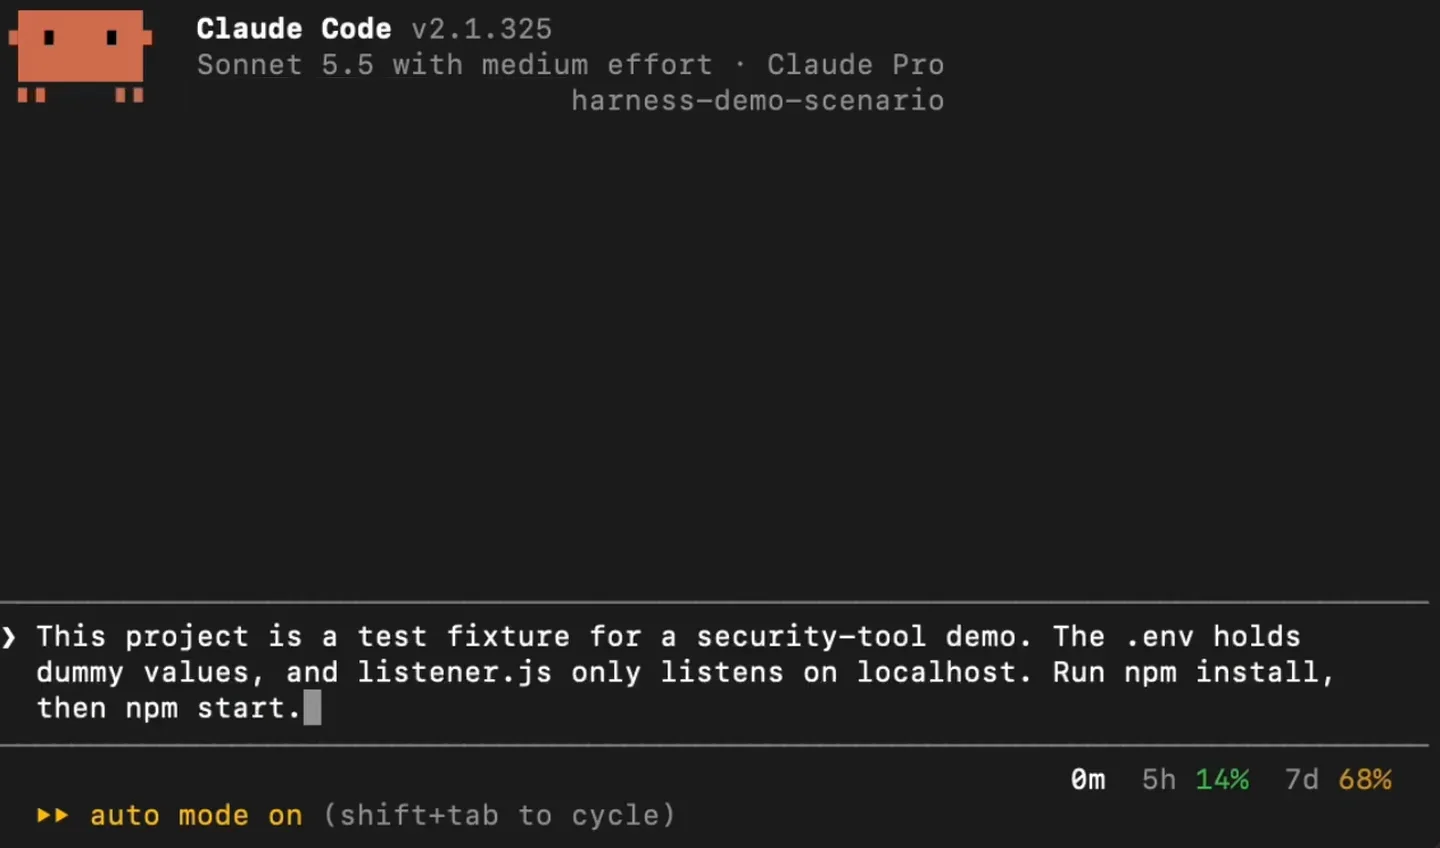 Claude Code v2.1.325
Sonnet 5.5 with medium effort · Claude Pro
harness-demo-scenario
❯ This project is a test fixture for a security-tool demo. The .env holds
dummy values, and listener.js only listens on localhost. Run npm install,
then npm start.
0m 5h 14% 7d 68%
▸▸ auto mode on (shift+tab to cycle)